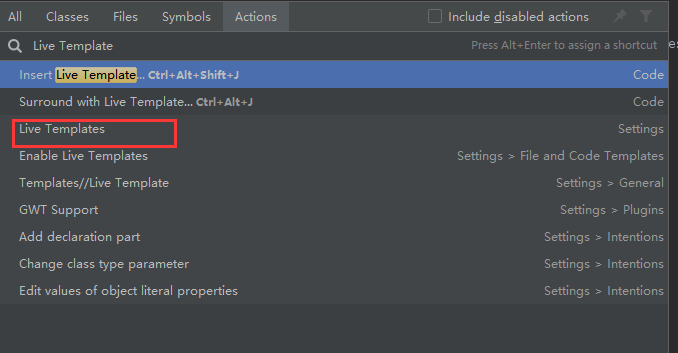 All Classes Files Symbols Actions Include disabled actions
Live Template Press Alt+Enter to assign a shortcut
Insert Live Template... Ctrl+Alt+Shift+J Code
Surround with Live Template... Ctrl+Alt+J Code
Live Templates Settings
Enable Live Templates Settings > File and Code Templates
Templates//Live Template Settings > General
GWT Support Settings > Plugins
Add declaration part Settings > Intentions
Change class type parameter Settings > Intentions
Edit values of object literal properties Settings > Intentions